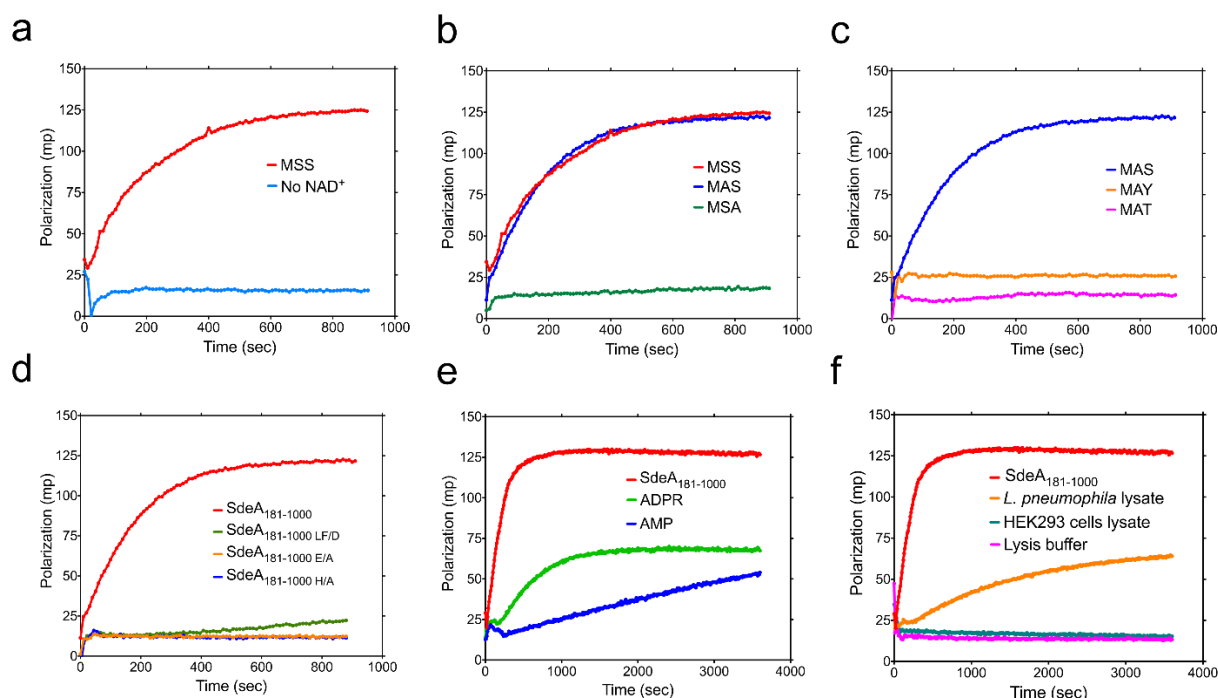 a
150
125
100
75
50
25
0
0 200 400 600 800 1000
Polarization (mp)
Time (sec)
MSS
No NAD+
b
150
125
100
75
50
25
0
0 200 400 600 800 1000
Polarization (mp)
Time (sec)
MSS
MAS
MSA
c
150
125
100
75
50
25
0
0 200 400 600 800 1000
Polarization (mp)
Time (sec)
MAS
MAY
MAT
d
150
125
100
75
50
25
0
0 200 400 600 800 1000
Polarization (mp)
Time (sec)
SdeA181-1000
SdeA181-1000 LF/D
SdeA181-1000 E/A
SdeA181-1000 H/A
e
150
125
100
75
50
25
0
0 1000 2000 3000 4000
Polarization (mp)
Time (sec)
SdeA181-1000
ADPR
AMP
f
150
125
100
75
50
25
0
0 1000 2000 3000 4000
Polarization (mp)
Time (sec)
SdeA181-1000
L. pneumophila lysate
HEK293 cells lysate
Lysis buffer